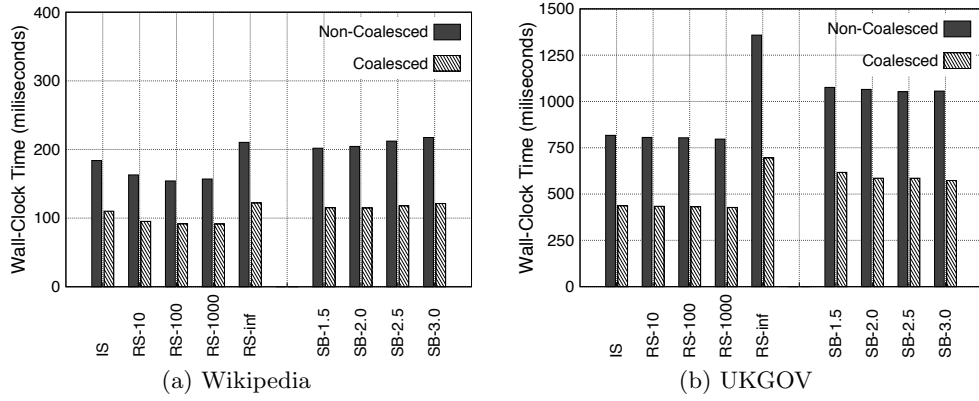 Wall-Clock Time (miliseconds)
400
300
200
100
0
Non-Coalesced
Coalesced
IS
RS-10
RS-100
RS-1000
RS-inf
SB-1.5
SB-2.0
SB-2.5
SB-3.0
(a) Wikipedia
Wall-Clock Time (miliseconds)
1500
1250
1000
750
500
250
0
Non-Coalesced
Coalesced
IS
RS-10
RS-100
RS-1000
RS-inf
SB-1.5
SB-2.0
SB-2.5
SB-3.0
(b) UKGOV